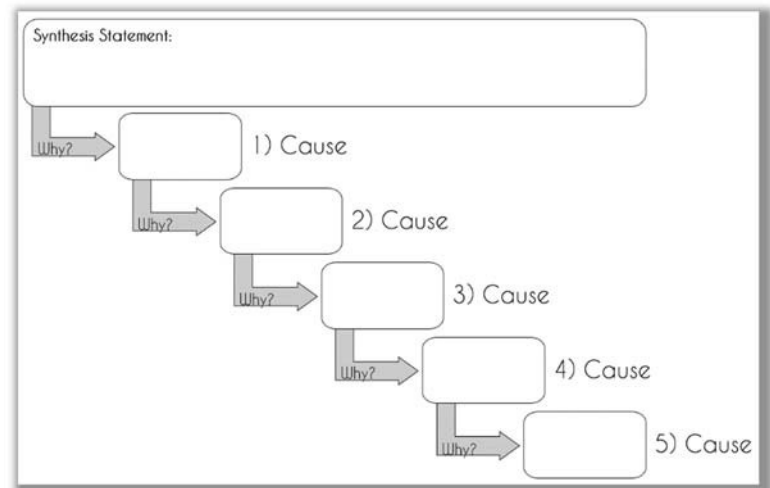 Synthesis Statement:
Why?
1) Cause
Why?
2) Cause
Why?
3) Cause
Why?
4) Cause
Why?
5) Cause